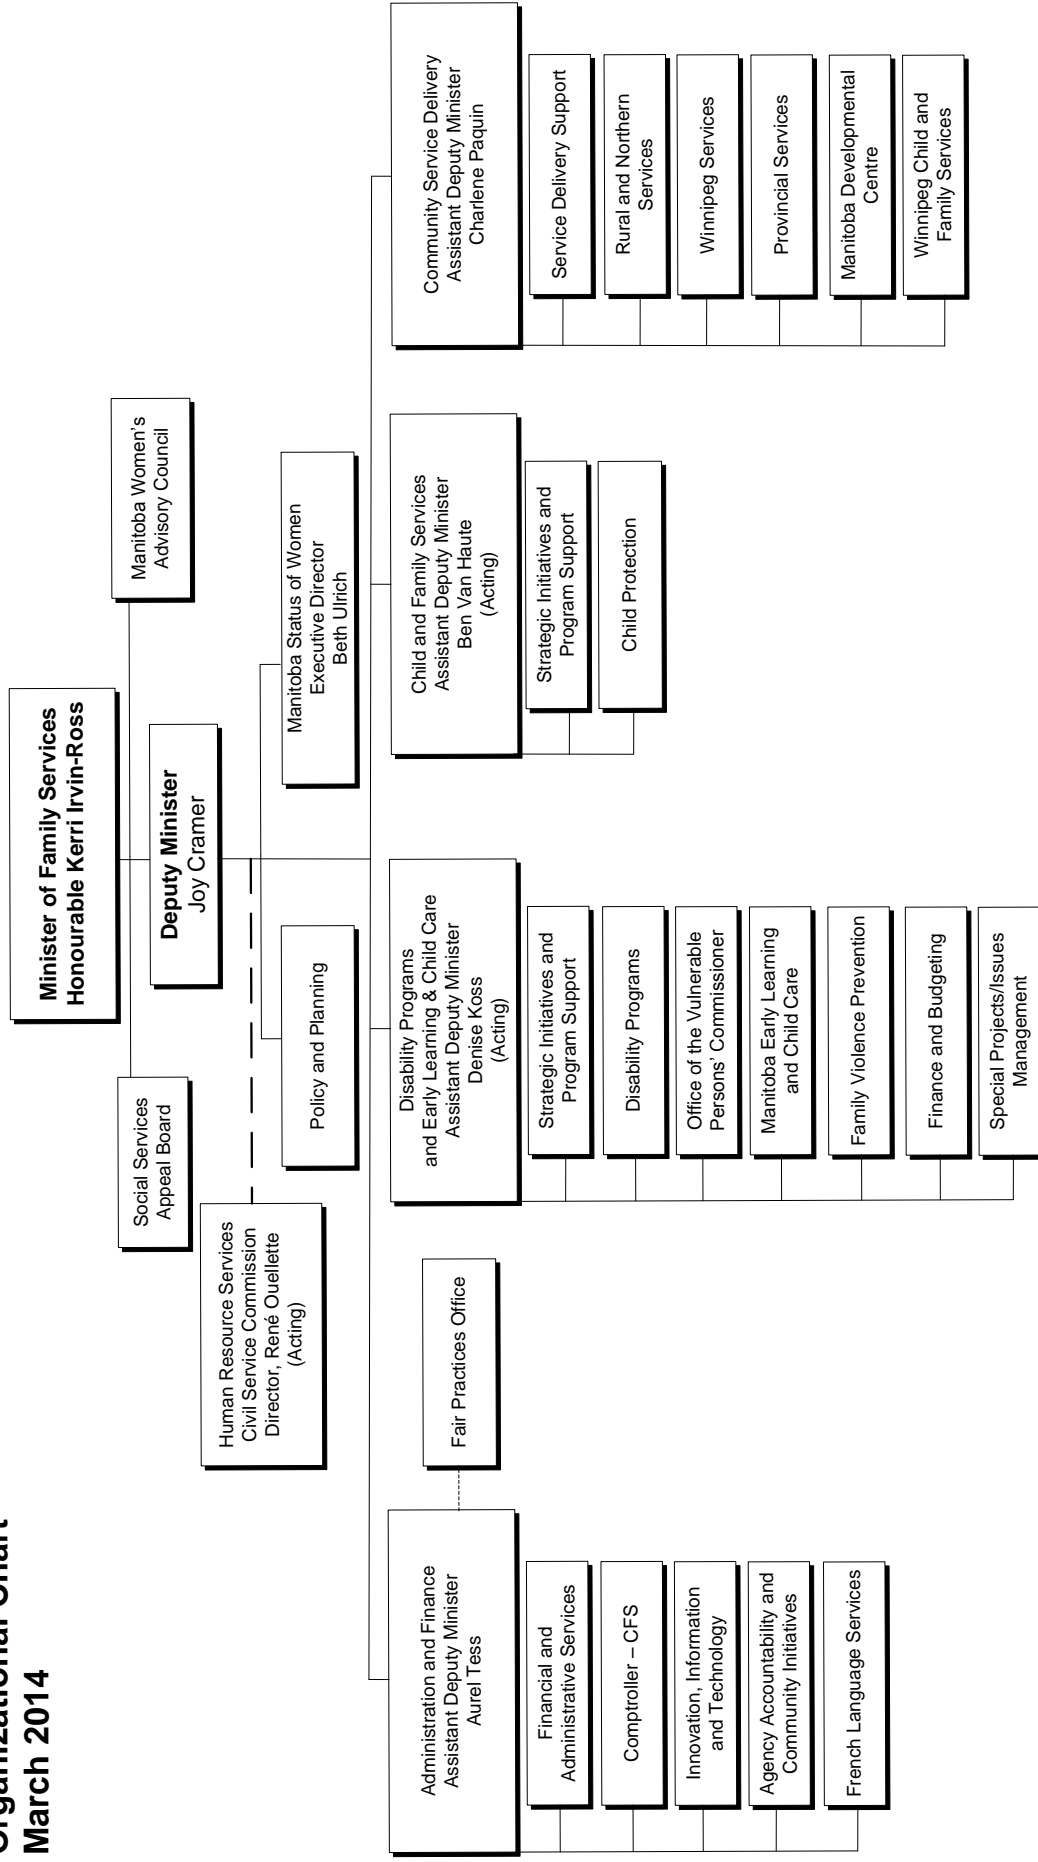 Organizational Chart
March 2014
Minister of Family Services
Honourable Kerri Irvin-Ross
Social Services
Appeal Board
Manitoba Women's
Advisory Council
Deputy Minister
Joy Cramer
Human Resource Services
Civil Service Commission
Director, René Ouellette
(Acting)
Policy and Planning
Manitoba Status of Women
Executive Director
Beth Ulrich
Administration and Finance
Assistant Deputy Minister
Aurel Tess
Fair Practices Office
Financial and
Administrative Services
Comptroller – CFS
Innovation, Information
and Technology
Agency Accountability and
Community Initiatives
French Language Services
Disability Programs
and Early Learning & Child Care
Assistant Deputy Minister
Denise Koss
(Acting)
Strategic Initiatives and
Program Support
Disability Programs
Office of the Vulnerable
Persons' Commissioner
Manitoba Early Learning
and Child Care
Family Violence Prevention
Finance and Budgeting
Special Projects/Issues
Management
Child and Family Services
Assistant Deputy Minister
Ben Van Haute
(Acting)
Strategic Initiatives and
Program Support
Child Protection
Community Service Delivery
Assistant Deputy Minister
Charlene Paquin
Service Delivery Support
Rural and Northern
Services
Winnipeg Services
Provincial Services
Manitoba Developmental
Centre
Winnipeg Child and
Family Services